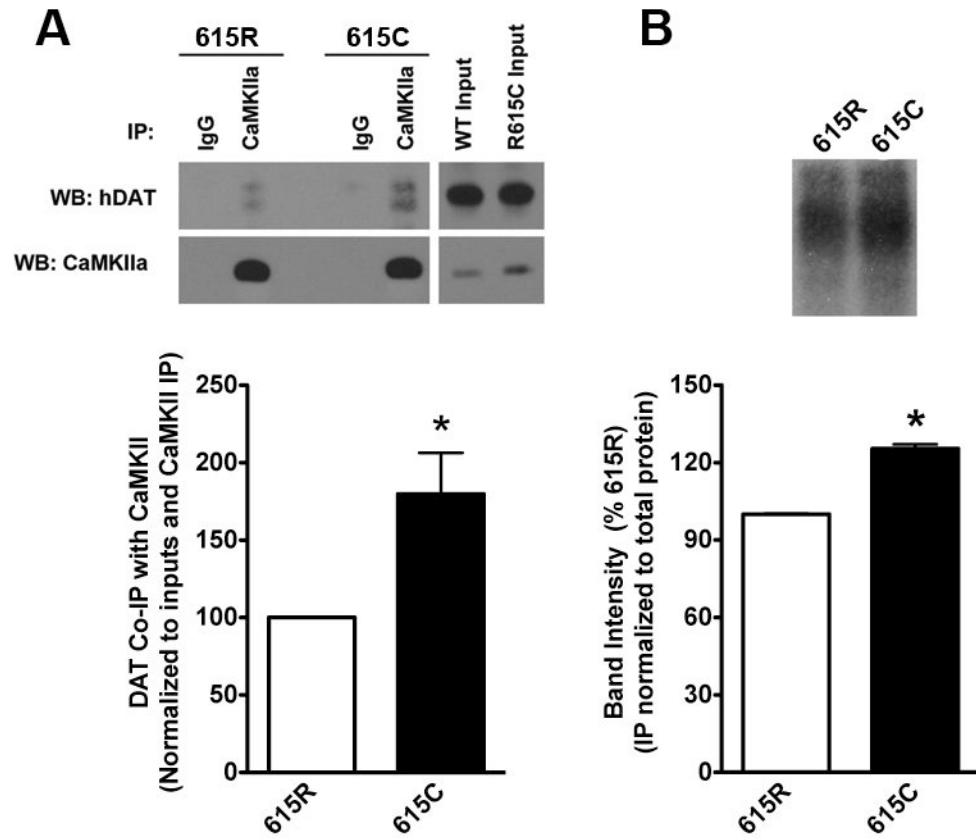 A
615R 615C
IgG
CaMKIIa
IgG
CaMKIIa
WT Input
R615C Input
IP:
WB: hDAT
WB: CaMKIIa
DAT Co-IP with CaMKII
(Normalized to inputs and CaMKII IP)
250
200
150
100
50
0
*
615R
615C
B
615R
615C
Band Intensity (% 615R)
(IP normalized to total protein)
150
120
90
60
30
0
*
615R
615C